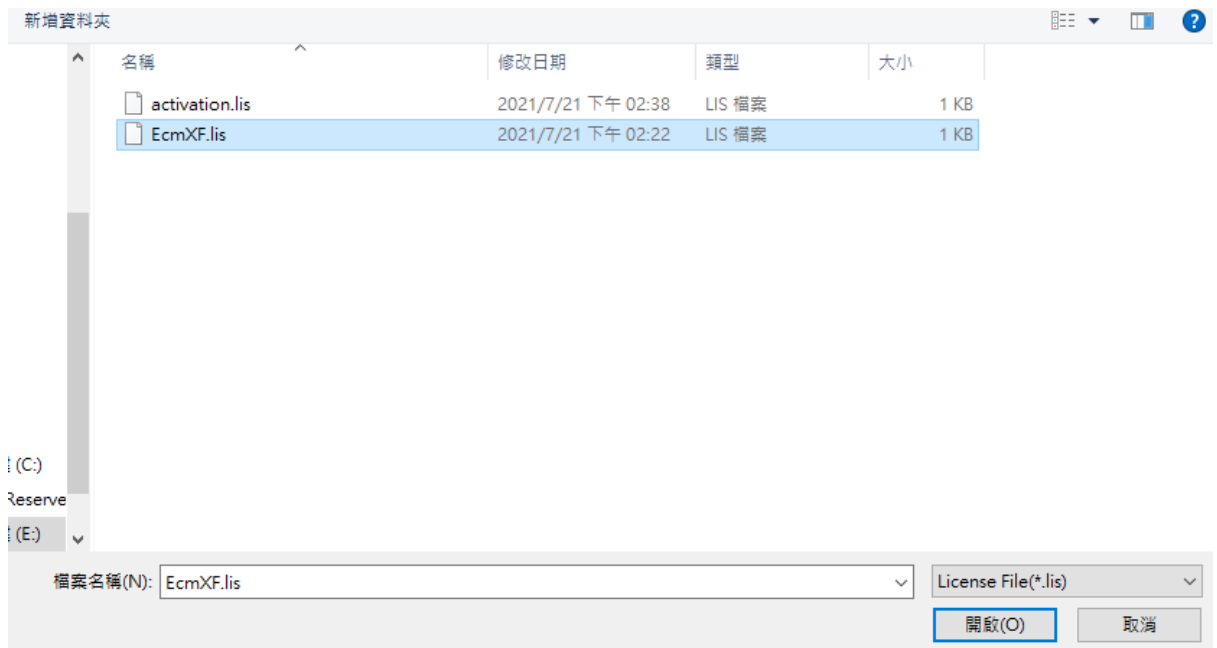 新增資料夾
名稱 修改日期 類型 大小
activation.lis 2021/7/21 下午 02:38 LIS 檔案 1 KB
EcmXF.lis 2021/7/21 下午 02:22 LIS 檔案 1 KB
(C:)
Reserve
(E:)
檔案名稱(N): EcmXF.lis License File(*.lis)
開啟(O) 取消